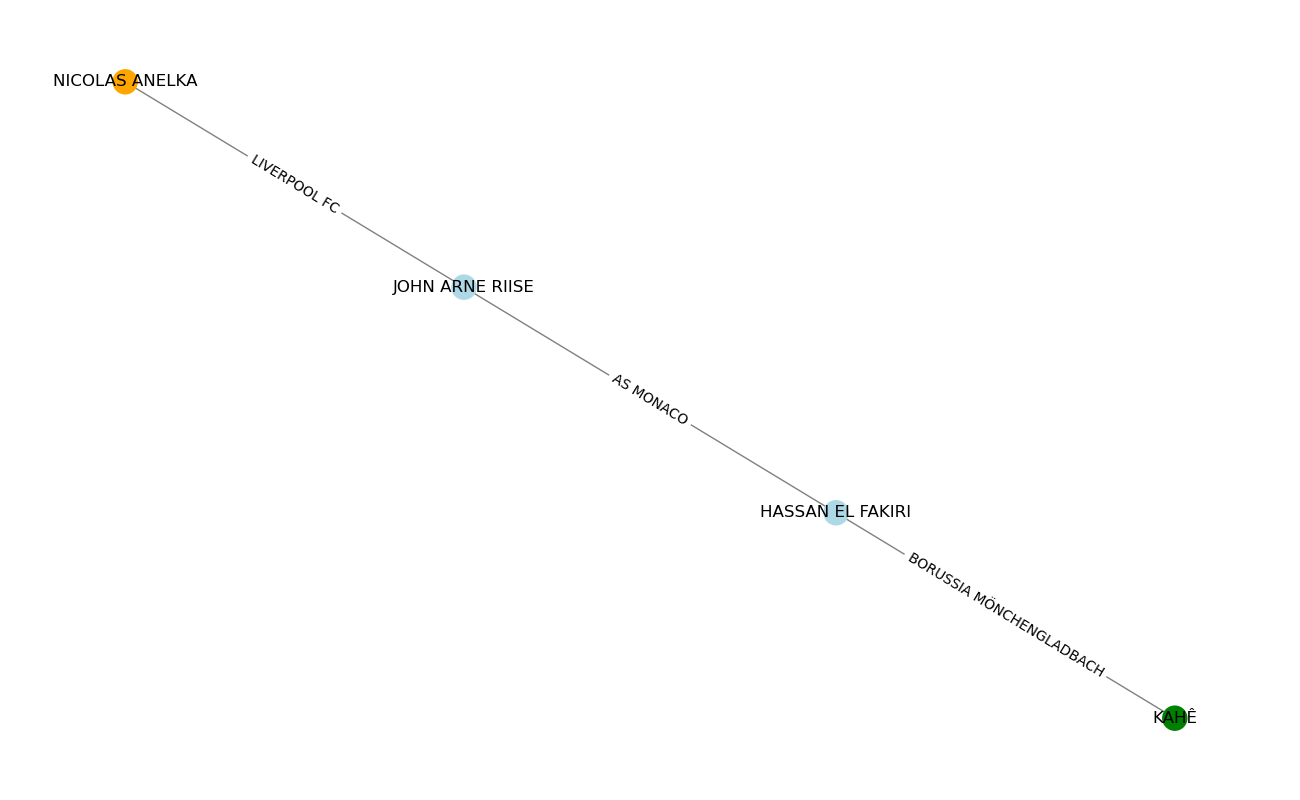 NICOLAS ANELKA
LIVERPOOL FC
JOHN ARNE RIISE
AS MONACO
HASSAN EL FAKIRI
BORUSSIA MÖNCHENGLADBACH
KAHÊ